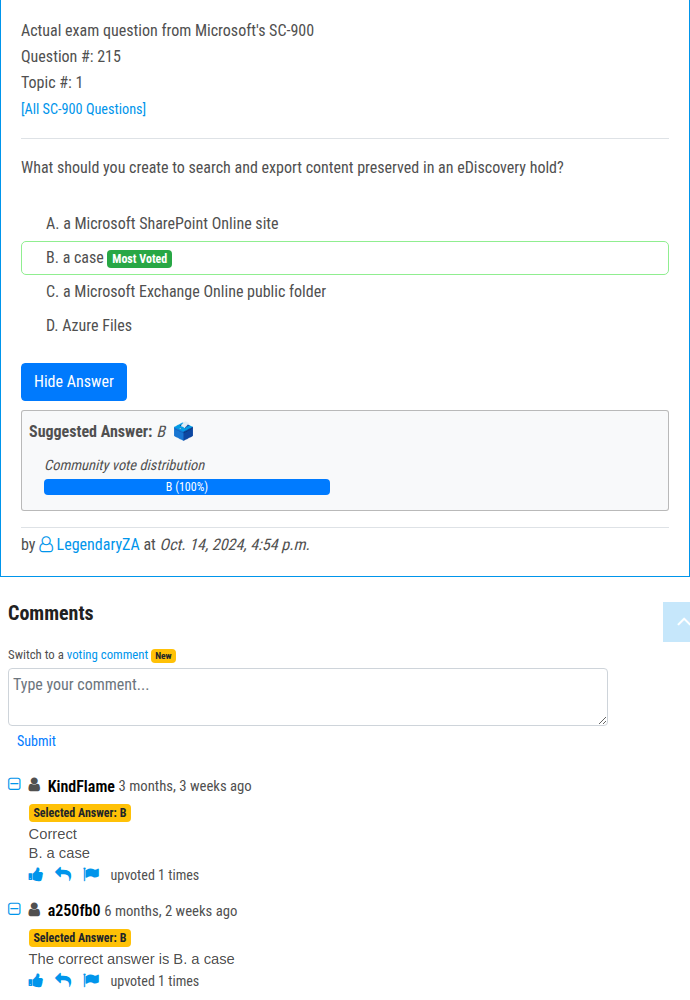 Actual exam question from Microsoft's SC-900
Question #: 215
Topic #: 1
[All SC-900 Questions]
What should you create to search and export content preserved in an eDiscovery hold?
A. a Microsoft SharePoint Online site
B. a case Most Voted
C. a Microsoft Exchange Online public folder
D. Azure Files
Hide Answer
Suggested Answer: B
Community vote distribution
B (100%)
by LegendaryZA at Oct. 14, 2024, 4:54 p.m.
Comments
Switch to a voting comment New
Type your comment...
Submit
KindFlame 3 months, 3 weeks ago
Selected Answer: B
Correct
B. a case
upvoted 1 times
a250fb0 6 months, 2 weeks ago
Selected Answer: B
The correct answer is B. a case
upvoted 1 times